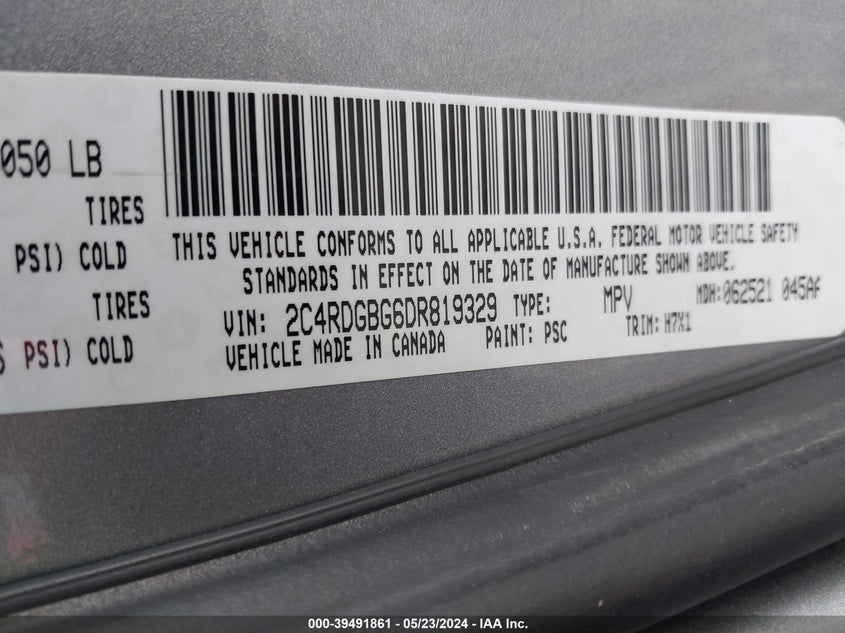 050 LB
TIRES
PSI) COLD
TIRES
PSI) COLD
THIS VEHICLE CONFORMS TO ALL APPLICABLE U.S.A. FEDERAL MOTOR VEHICLE SAFETY
STANDARDS IN EFFECT ON THE DATE OF MANUFACTURE SHOWN ABOVE.
VIN: 2C4RDGBG6DR819329 TYPE: MPV MDH:062521 045AA
VEHICLE MADE IN CANADA PAINT: PSC TRIM: H7X1
000-39491861 - 05/23/2024 - IAA Inc.